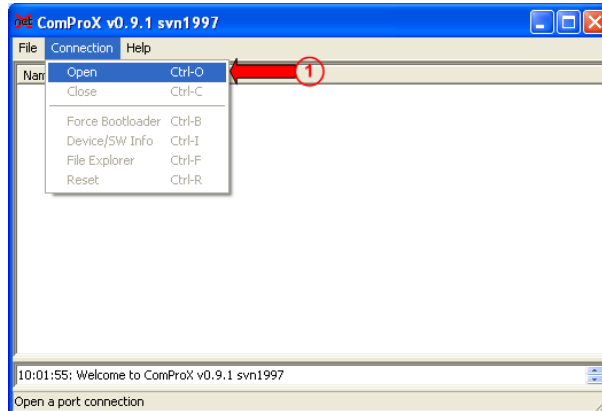 ComProX v0.9.1 svn1997
File Connection Help
Nam
Open Ctrl-O
1
Close Ctrl-C
Force Bootloader Ctrl-B
Device/SW Info Ctrl-I
File Explorer Ctrl-F
Reset Ctrl-R
10:01:55: Welcome to ComProX v0.9.1 svn1997
Open a port connection